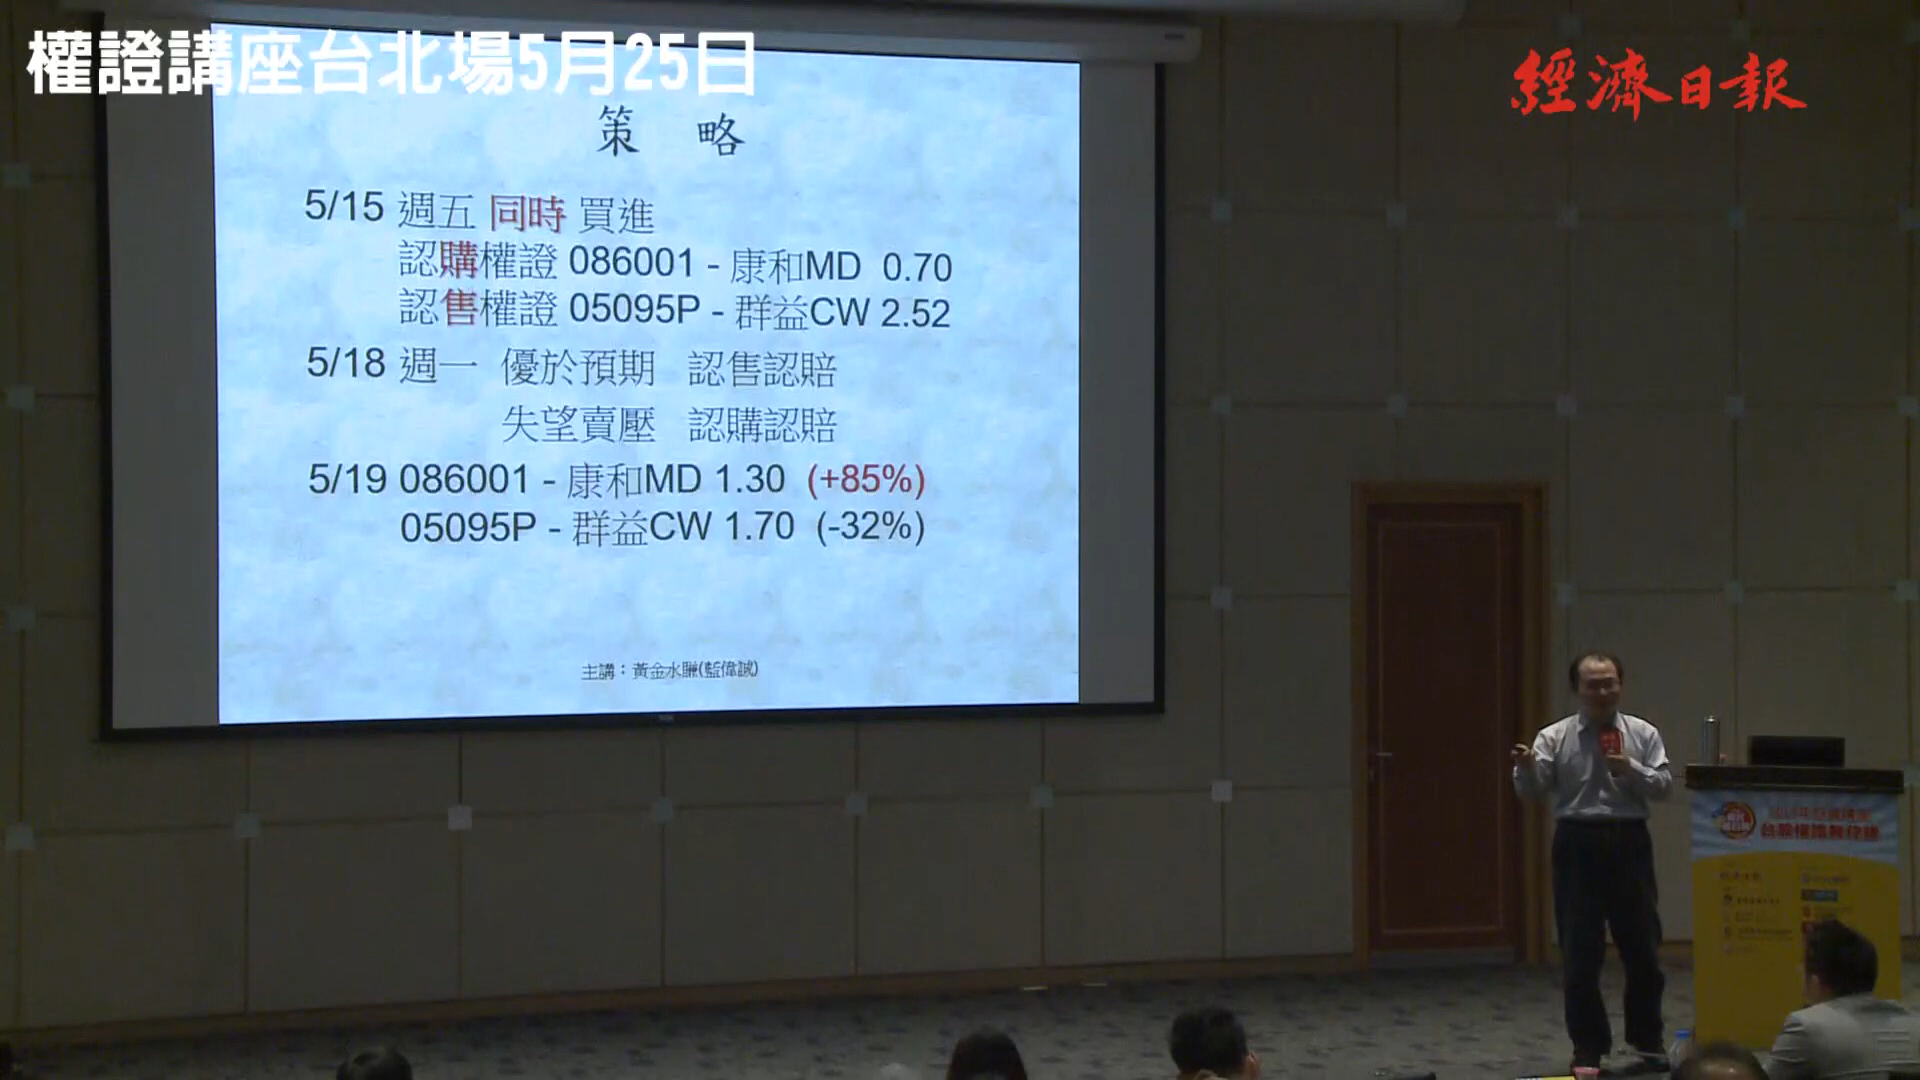 權證講座台北場5月25日
經濟日報
策 略
5/15 週五 同時 買進
認購權證 086001 - 康和MD 0.70
認售權證 05095P - 群益CW 2.52
5/18 週一 優於預期 認售認賠
失望賣壓 認購認賠
5/19 086001 - 康和MD 1.30 (+85%)
05095P - 群益CW 1.70 (-32%)
主講：黃金水賺(藍偉誠)